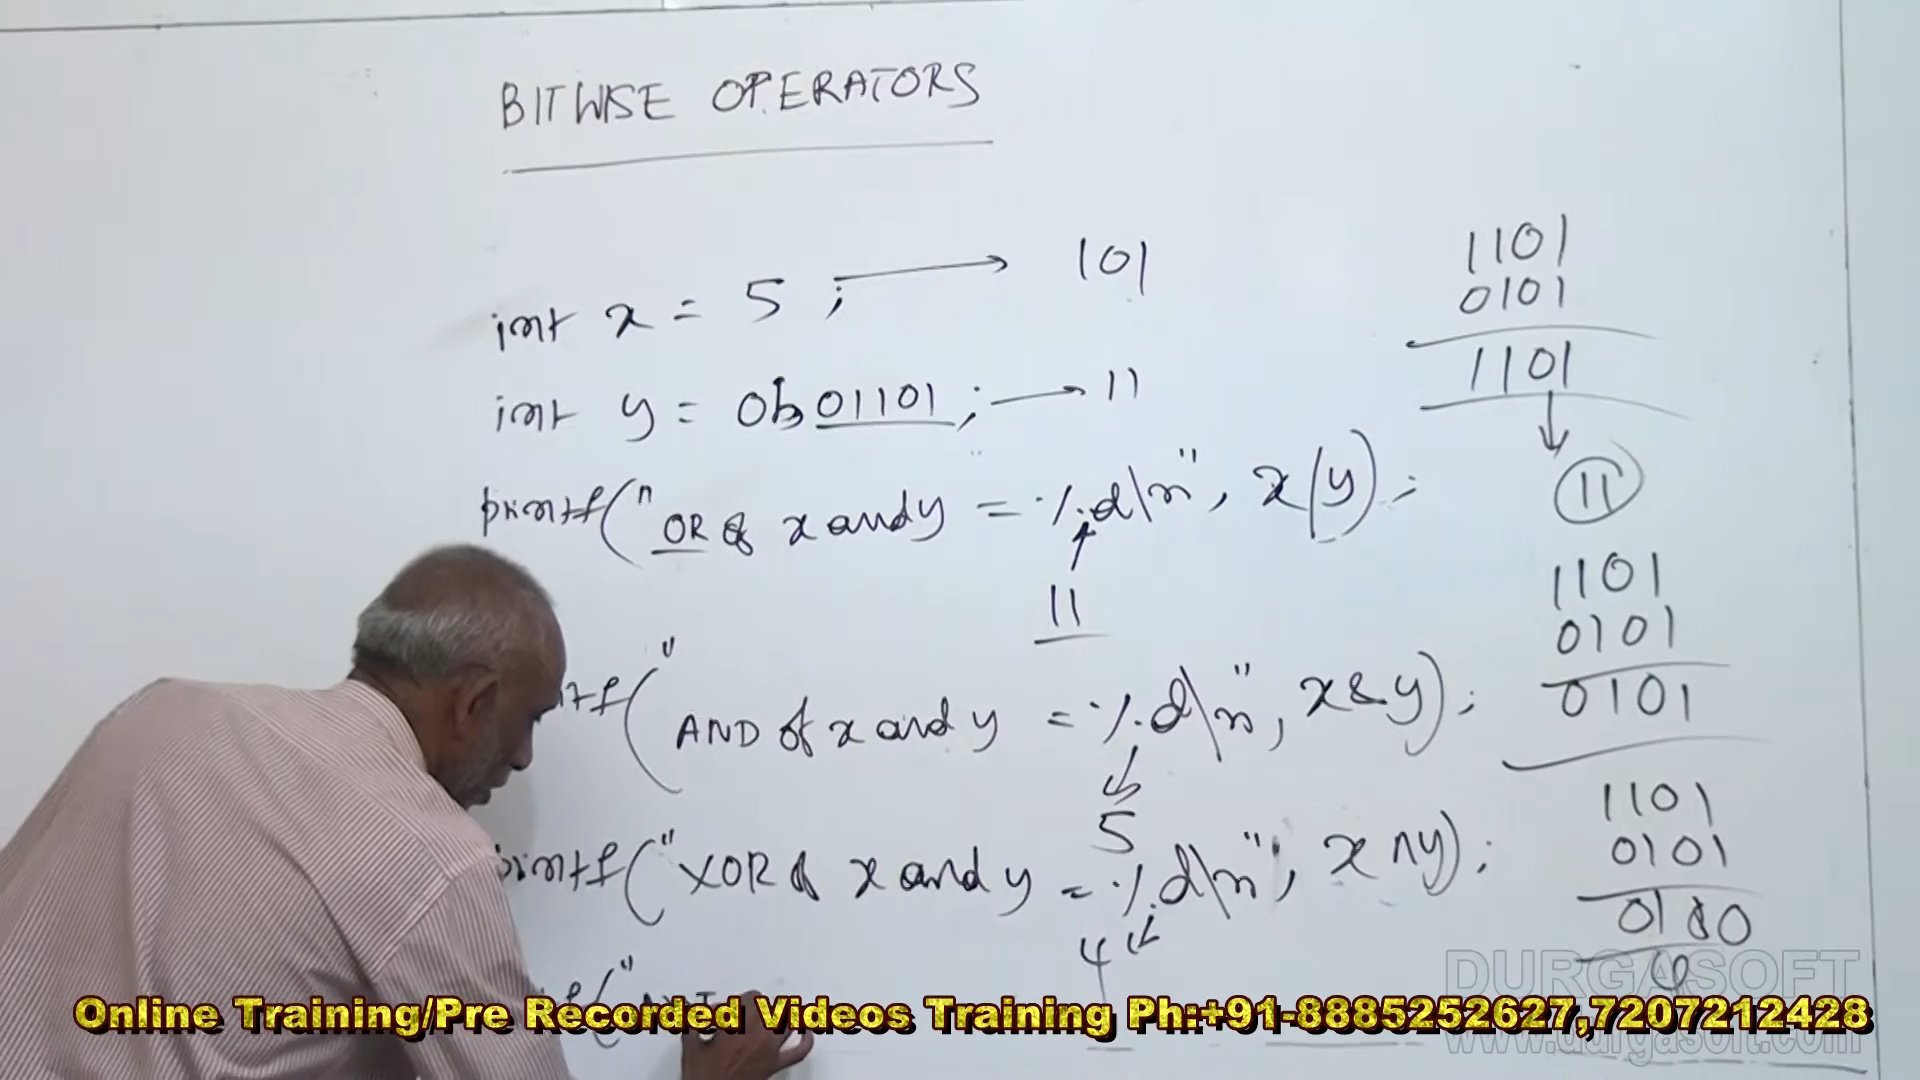 BITWISE OPERATORS
int x = 5 ; → 101
int y = 0b01101 ; → 11
printf("OR of x and y = %d\n", x|y);
11
1101
0101
1101
11
ntf("AND of x and y = %d\n", x&y);
5
1101
0101
0101
printf("XOR of x and y = %d\n", x^y);
4
1101
0101
DURGASOFT
Online Training/Pre Recorded Videos Training Ph:+91-8885252627,7207212428
www.durgasoft.com